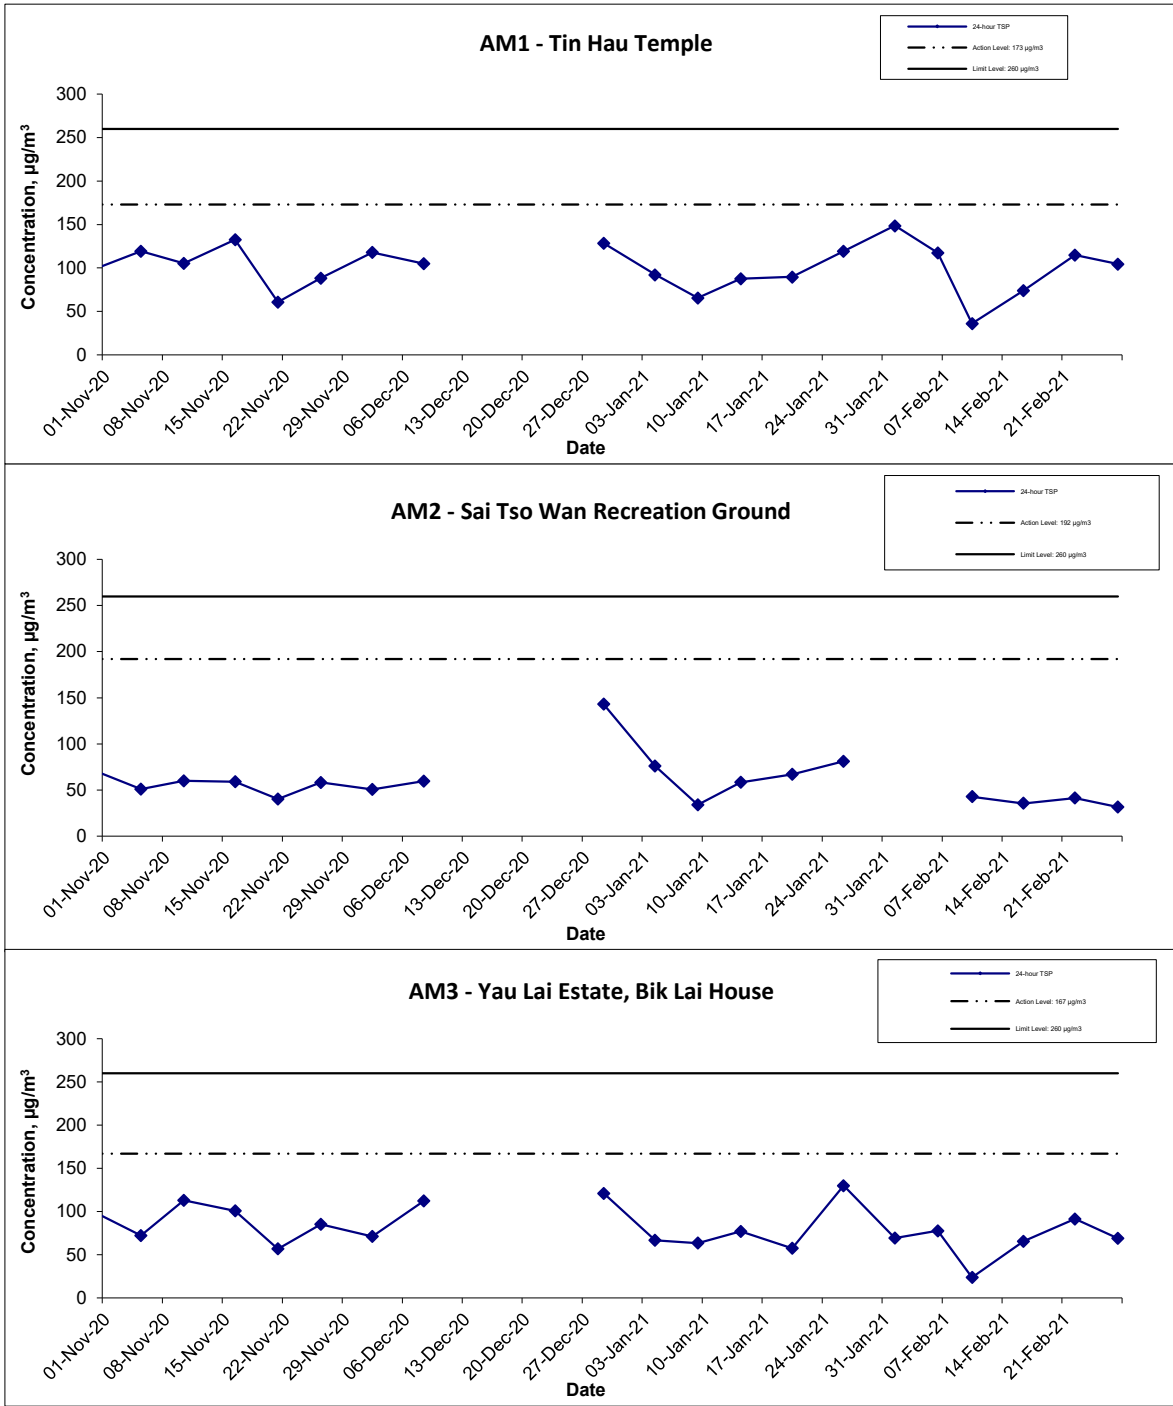 AM1 - Tin Hau Temple
24-hour TSP
Action Level: 173 µg/m3
Limit Level: 260 µg/m3
Concentration, µg/m³
300
250
200
150
100
50
0
01-Nov-20
08-Nov-20
15-Nov-20
22-Nov-20
29-Nov-20
06-Dec-20
13-Dec-20
20-Dec-20
27-Dec-20
03-Jan-21
10-Jan-21
17-Jan-21
24-Jan-21
31-Jan-21
07-Feb-21
14-Feb-21
21-Feb-21
Date
AM2 - Sai Tso Wan Recreation Ground
24-hour TSP
Action Level: 192 µg/m3
Limit Level: 260 µg/m3
Concentration, µg/m³
300
250
200
150
100
50
0
01-Nov-20
08-Nov-20
15-Nov-20
22-Nov-20
29-Nov-20
06-Dec-20
13-Dec-20
20-Dec-20
27-Dec-20
03-Jan-21
10-Jan-21
17-Jan-21
24-Jan-21
31-Jan-21
07-Feb-21
14-Feb-21
21-Feb-21
Date
AM3 - Yau Lai Estate, Bik Lai House
24-hour TSP
Action Level: 167 µg/m3
Limit Level: 260 µg/m3
Concentration, µg/m³
300
250
200
150
100
50
0
01-Nov-20
08-Nov-20
15-Nov-20
22-Nov-20
29-Nov-20
06-Dec-20
13-Dec-20
20-Dec-20
27-Dec-20
03-Jan-21
10-Jan-21
17-Jan-21
24-Jan-21
31-Jan-21
07-Feb-21
14-Feb-21
21-Feb-21
Date